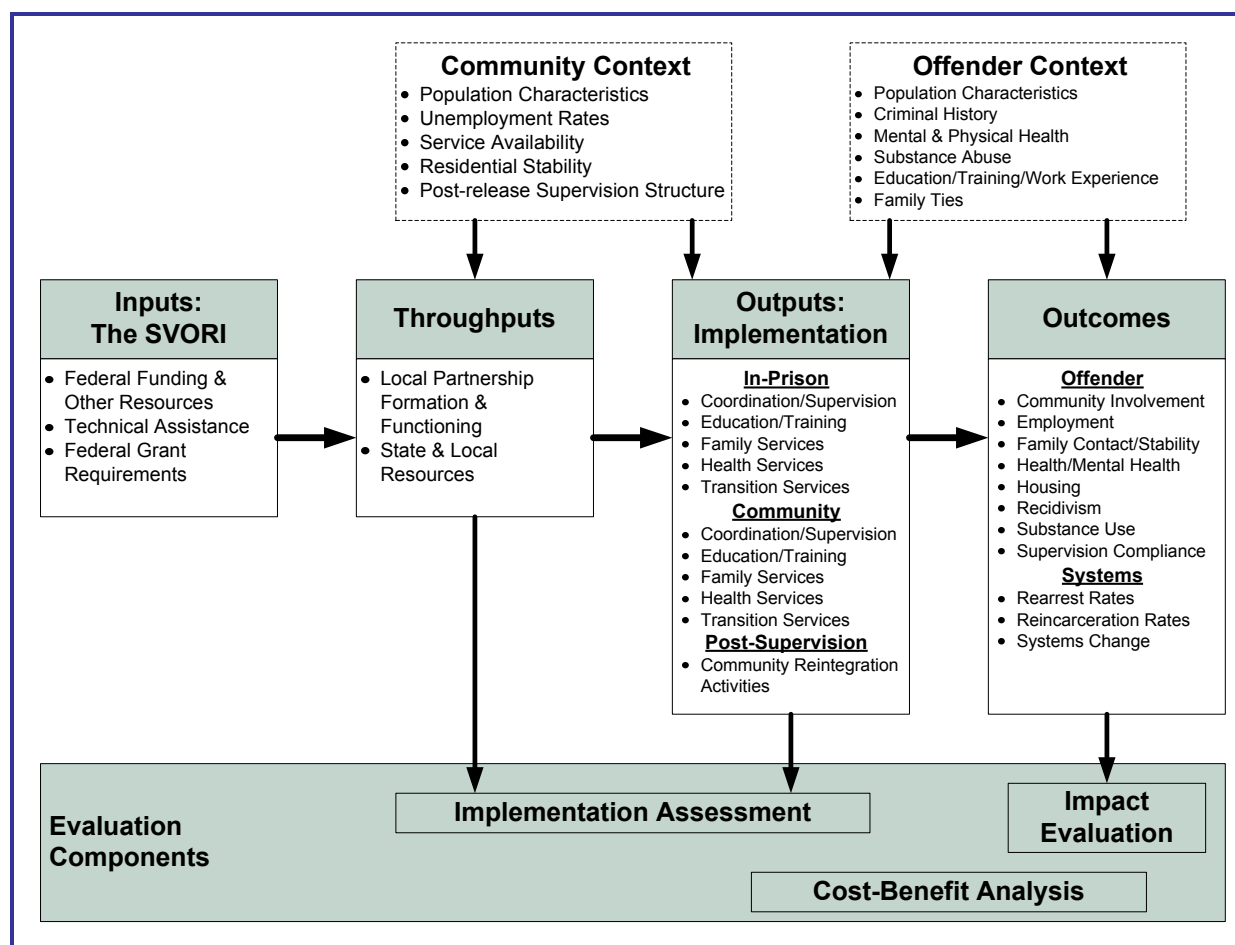 Community Context
• Population Characteristics
• Unemployment Rates
• Service Availability
• Residential Stability
• Post-release Supervision Structure
Offender Context
• Population Characteristics
• Criminal History
• Mental & Physical Health
• Substance Abuse
• Education/Training/Work Experience
• Family Ties
Inputs:
The SVORI
• Federal Funding &
Other Resources
• Technical Assistance
• Federal Grant
Requirements
Throughputs
• Local Partnership
Formation &
Functioning
• State & Local
Resources
Outputs:
Implementation
In-Prison
• Coordination/Supervision
• Education/Training
• Family Services
• Health Services
• Transition Services
Community
• Coordination/Supervision
• Education/Training
• Family Services
• Health Services
• Transition Services
Post-Supervision
• Community Reintegration
Activities
Outcomes
Offender
• Community Involvement
• Employment
• Family Contact/Stability
• Health/Mental Health
• Housing
• Recidivism
• Substance Use
• Supervision Compliance
Systems
• Rearrest Rates
• Reincarceration Rates
• Systems Change
Evaluation
Components
Implementation Assessment
Impact
Evaluation
Cost-Benefit Analysis